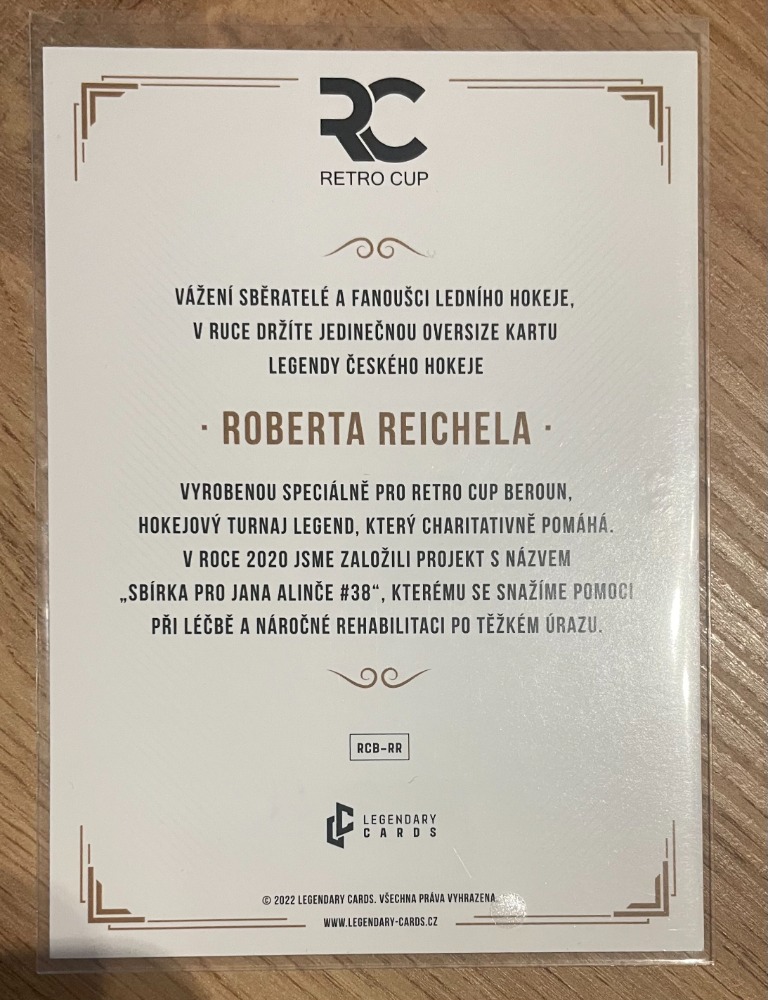 RC
RETRO CUP
VÁŽENÍ SBĚRATELÉ A FANOUŠCI LEDNÍHO HOKEJE,
V RUCE DRŽÍTE JEDINEČNOU OVERSIZE KARTU
LEGENDY ČESKÉHO HOKEJE
· ROBERTA REICHELA ·
VYROBENOU SPECIÁLNĚ PRO RETRO CUP BEROUN,
HOKEJOVÝ TURNAJ LEGEND, KTERÝ CHARITATIVNĚ POMÁHÁ.
V ROCE 2020 JSME ZALOŽILI PROJEKT S NÁZVEM
„SBÍRKA PRO JANA ALINČE #38“, KTERÉMU SE SNAŽÍME POMOCI
PŘI LÉČBĚ A NÁROČNÉ REHABILITACI PO TĚŽKÉM ÚRAZU.
RCB-RR
LEGENDARY
CARDS
© 2022 LEGENDARY CARDS. VŠECHNA PRÁVA VYHRAZENA.
WWW.LEGENDARY-CARDS.CZ